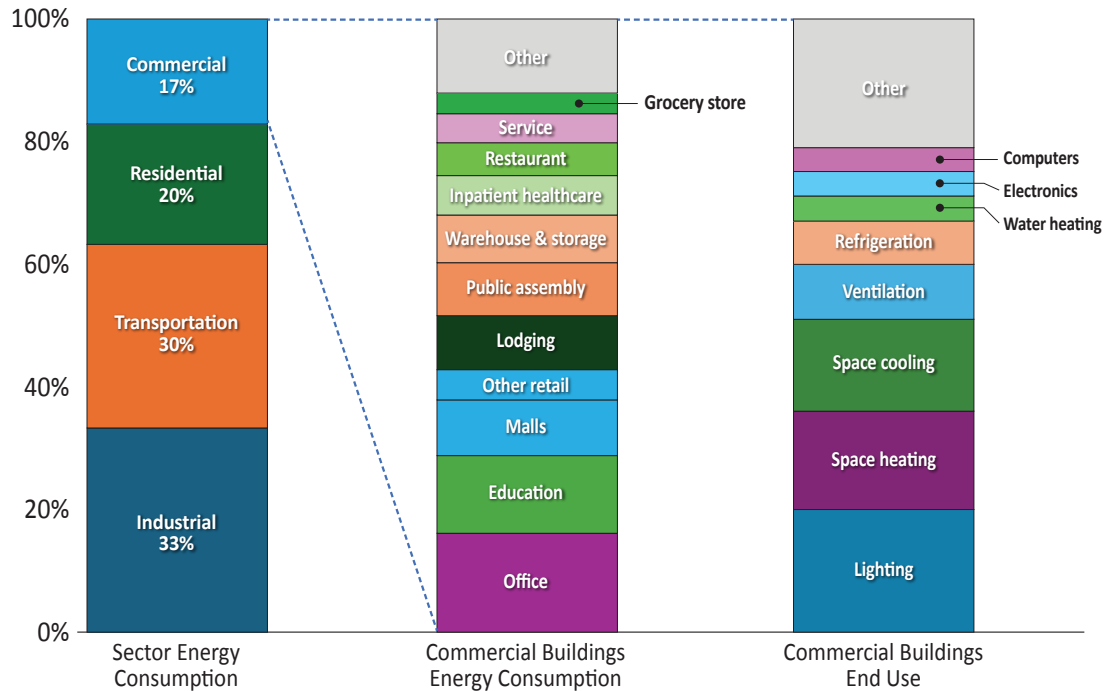 100%
80%
60%
40%
20%
0%
Commercial
17%
Residential
20%
Transportation
30%
Industrial
33%
Sector Energy
Consumption
Other
Grocery store
Service
Restaurant
Inpatient healthcare
Warehouse & storage
Public assembly
Lodging
Other retail
Malls
Education
Office
Commercial Buildings
Energy Consumption
Other
Computers
Electronics
Water heating
Refrigeration
Ventilation
Space cooling
Space heating
Lighting
Commercial Buildings
End Use